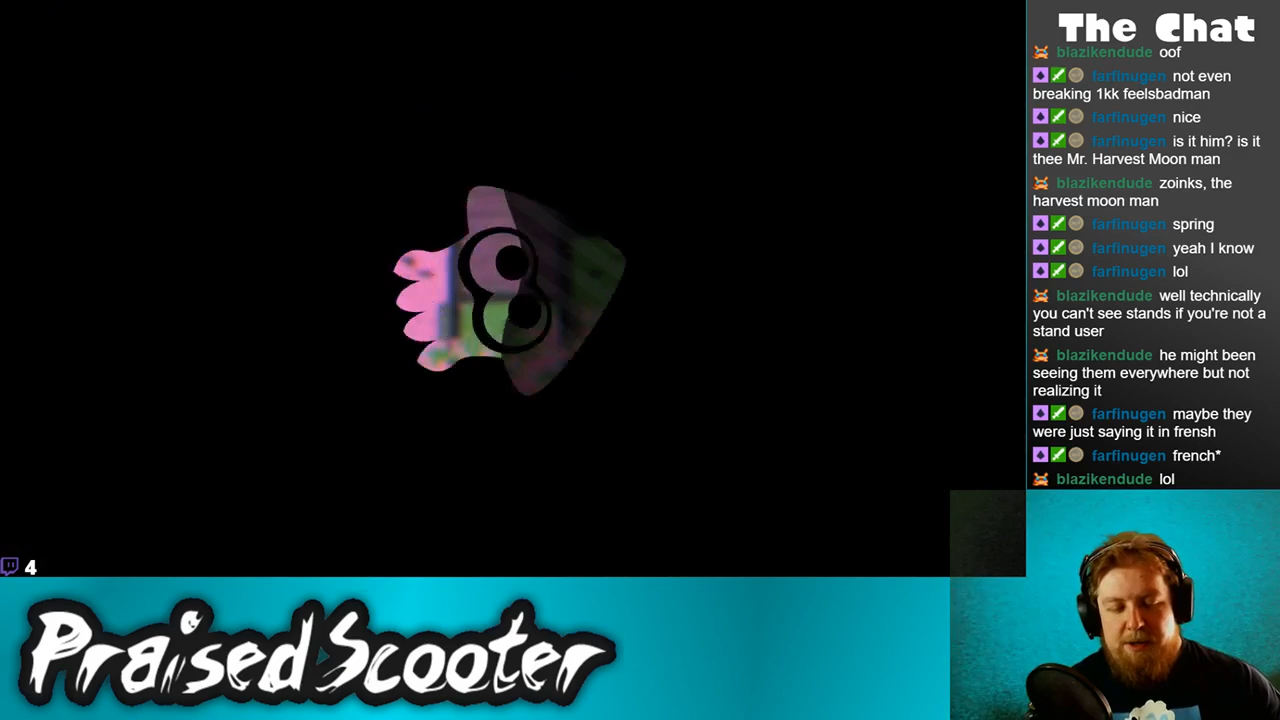 The Chat
blazikendude oof
farfinugen not even
breaking 1kk feelsbadman
farfinugen nice
farfinugen is it him? is it
thee Mr. Harvest Moon man
blazikendude zoinks, the
harvest moon man
farfinugen spring
farfinugen yeah I know
farfinugen lol
blazikendude well technically
you can't see stands if you're not a
stand user
blazikendude he might been
seeing them everywhere but not
realizing it
farfinugen maybe they
were just saying it in frensh
farfinugen french*
blazikendude lol
4
PraisedScooter